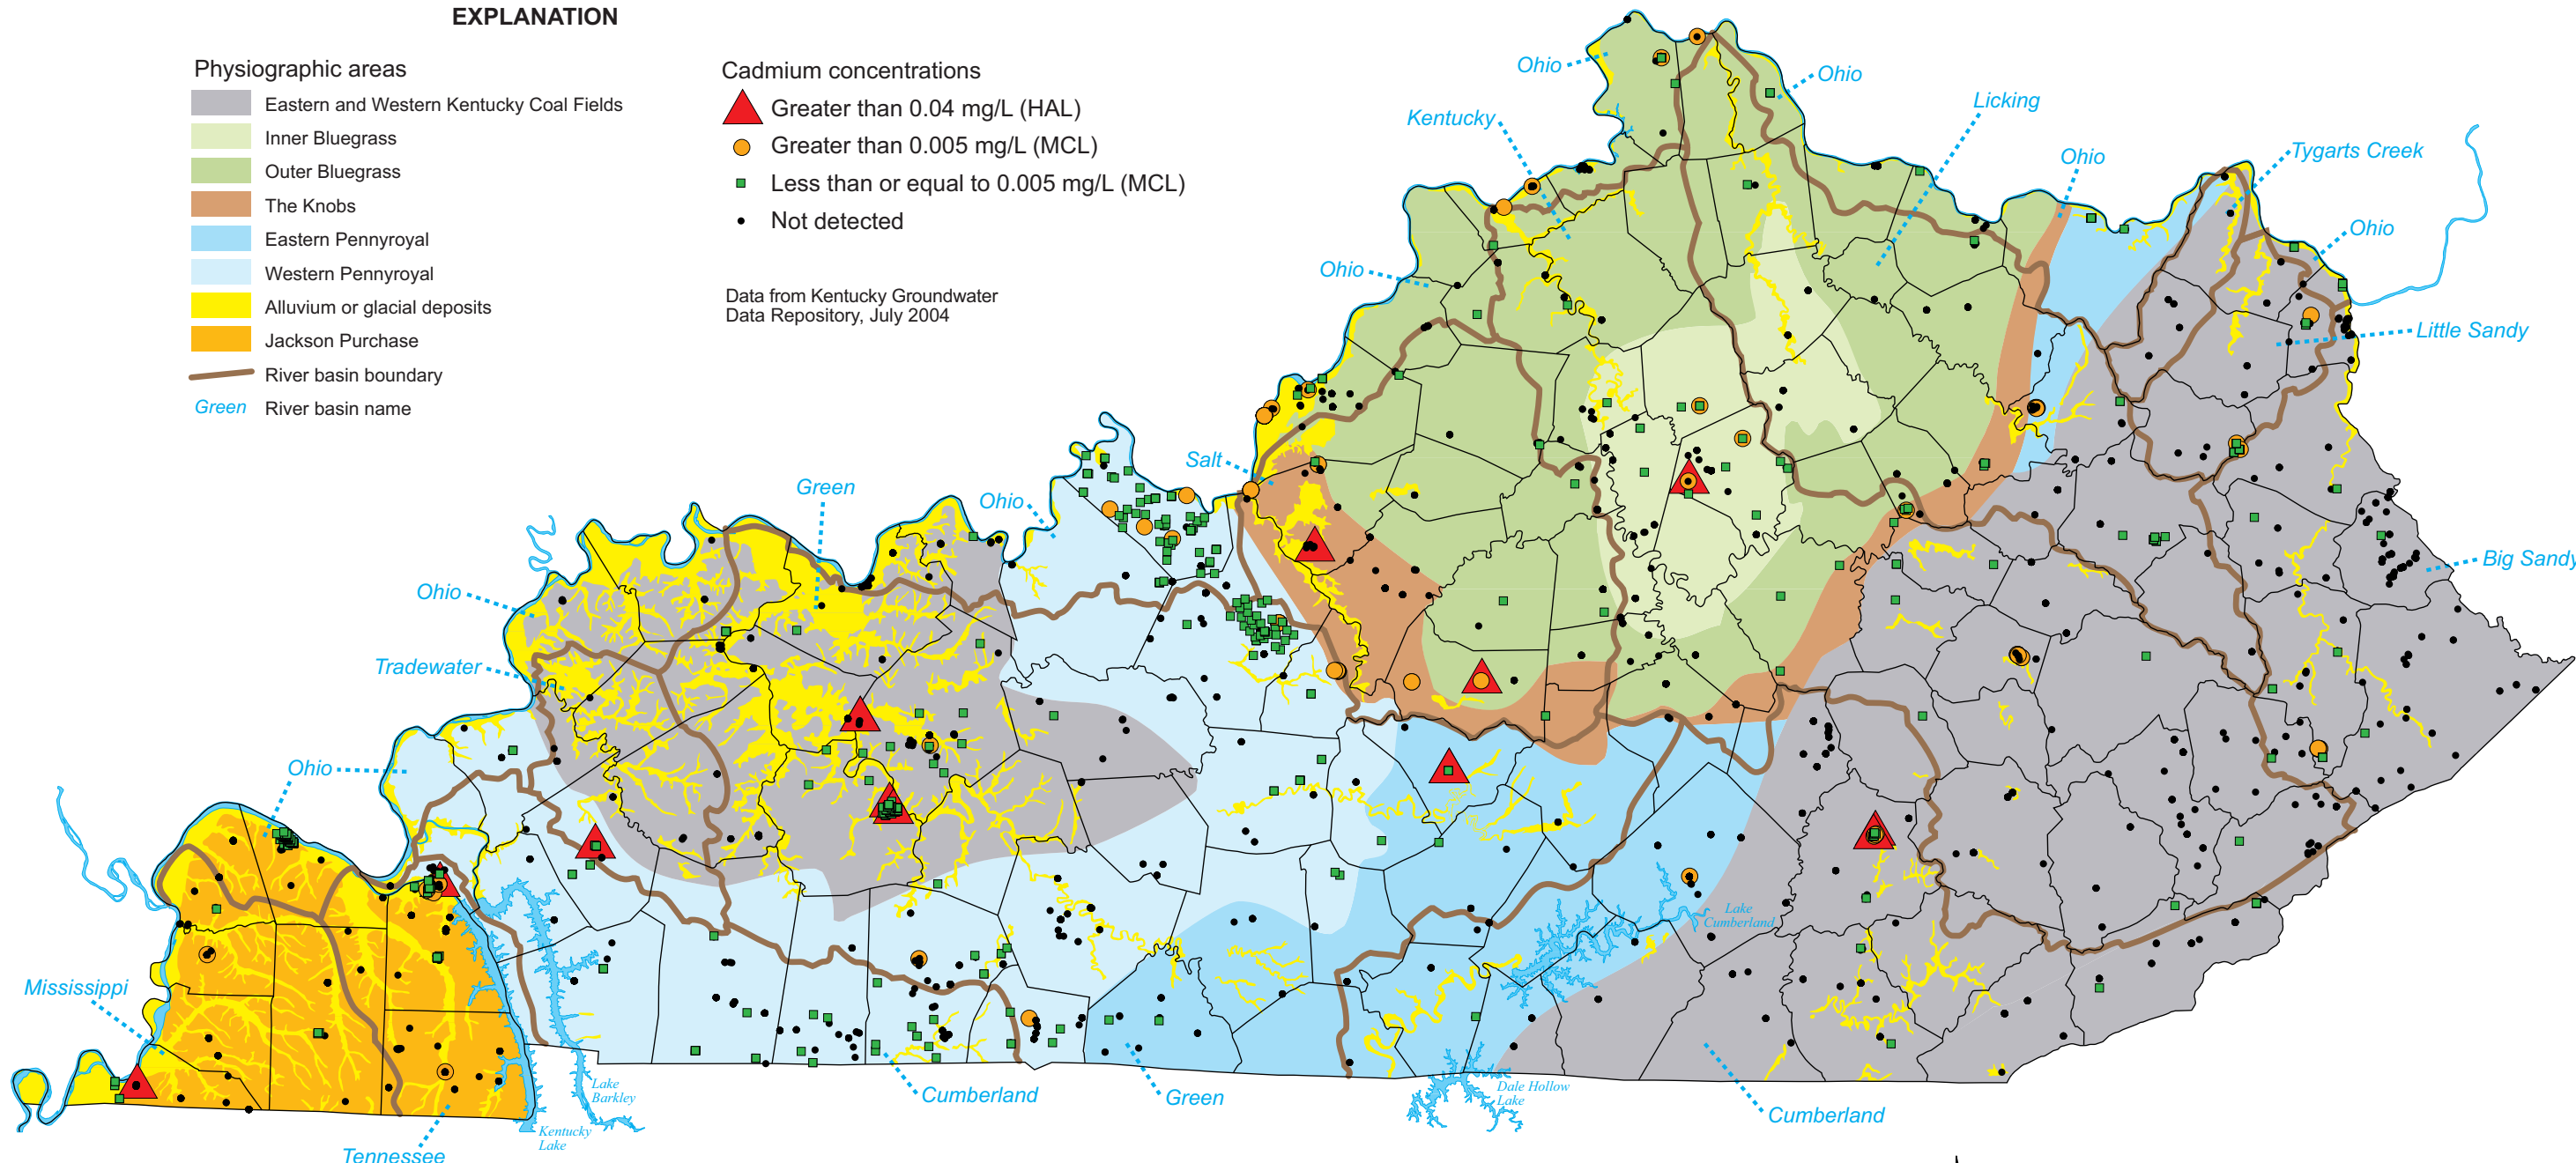 EXPLANATION
Physiographic areas
Eastern and Western Kentucky Coal Fields
Inner Bluegrass
Outer Bluegrass
The Knobs
Eastern Pennyroyal
Western Pennyroyal
Alluvium or glacial deposits
Jackson Purchase
River basin boundary
Green River basin name
Cadmium concentrations
Greater than 0.04 mg/L (HAL)
Greater than 0.005 mg/L (MCL)
Less than or equal to 0.005 mg/L (MCL)
Not detected
Data from Kentucky Groundwater
Data Repository, July 2004
Ohio
Ohio
Kentucky
Licking
Ohio
Tygarts Creek
Ohio
Ohio
Little Sandy
Salt
Green
Ohio
Big Sandy
Ohio
Tradewater
Ohio
Lake
Cumberland
Mississippi
Lake
Barkley
Cumberland
Green
Dale Hollow
Lake
Cumberland
Kentucky
Lake
Tennessee